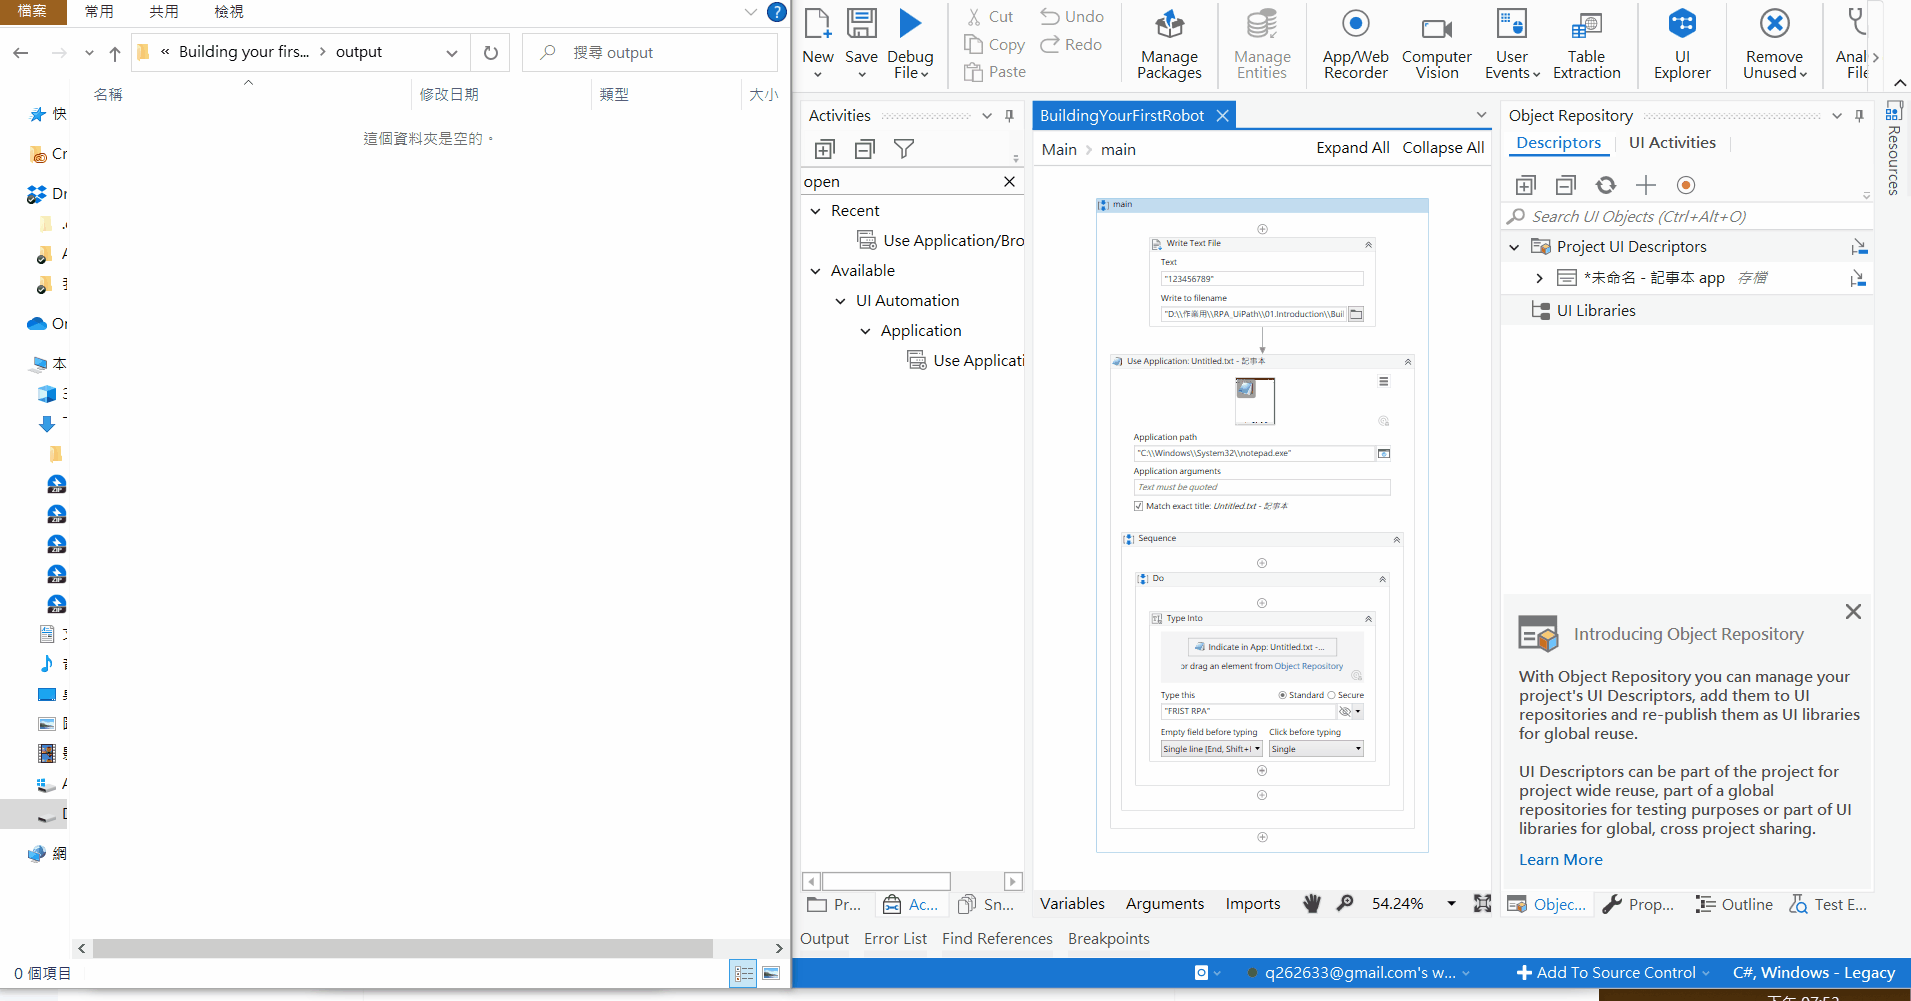 檔案 常用 共用 檢視
« Building your firs... › output
搜尋 output
名稱 修改日期 類型 大小
這個資料夾是空的。
快
Cr
Dr
On
本
網
0 個項目
New Save Debug File
Cut Copy Paste
Undo Redo
Manage Packages
Manage Entities
App/Web Recorder
Computer Vision
User Events
Table Extraction
UI Explorer
Remove Unused
Activities
open
Recent
Use Application/Bro
Available
UI Automation
Application
Use Applicati
Pr... Ac... Sn...
BuildingYourFirstRobot
Main › main Expand All Collapse All
main
Write Text File
Text
"123456789"
Write to filename
"D:\\作業用\\RPA_UiPath\\01.Introduction\\Buil
Use Application: Untitled.txt - 記事本
Application path
"C:\\Windows\\System32\\notepad.exe"
Application arguments
Text must be quoted
Match exact title: Untitled.txt - 記事本
Sequence
Do
Type Into
Indicate in App: Untitled.txt -...
or drag an element from Object Repository
Type this Standard Secure
"FRIST RPA"
Empty field before typing Click before typing
Single line [End, Shift+ Single
Variables Arguments Imports 54.24%
Object Repository
Descriptors UI Activities
Search UI Objects (Ctrl+Alt+O)
Project UI Descriptors
*未命名 - 記事本 app 存檔
UI Libraries
Introducing Object Repository
With Object Repository you can manage your
project's UI Descriptors, add them to UI
repositories and re-publish them as UI libraries
for global reuse.
UI Descriptors can be part of the project for
project wide reuse, part of a global
repositories for testing purposes or part of UI
libraries for global, cross project sharing.
Learn More
Objec... Prop... Outline Test E...
Resources
Output Error List Find References Breakpoints
q262633@gmail.com's w... Add To Source Control C#, Windows - Legacy